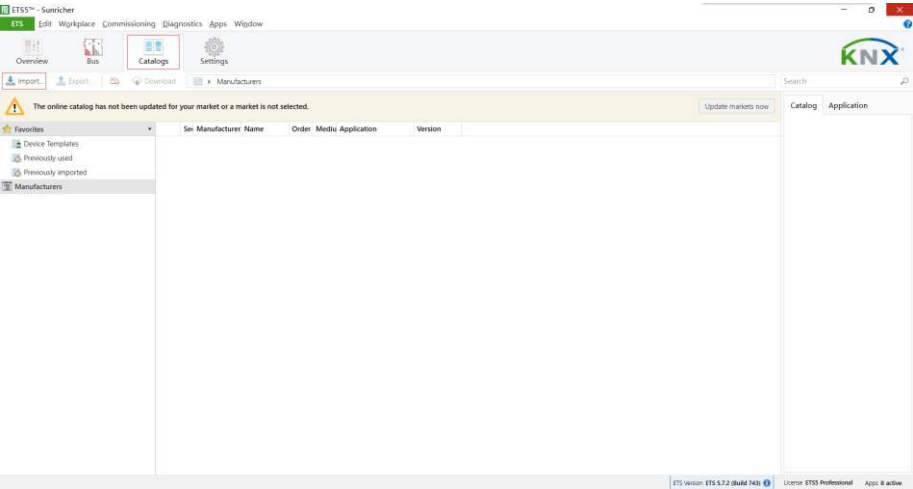 ETS5™ - Sunricher
ETS Edit Workplace Commissioning Diagnostics Apps Window
Overview Bus Catalogs Settings
KNX
Import... Export... Download Manufacturers Search
The online catalog has not been updated for your market or a market is not selected. Update markets now Catalog Application
Favorites Sei Manufacturer Name Order Mediu Application Version
Device Templates
Previously used
Previously imported
Manufacturers
ETS Version ETS 5.7.2 (Build 743) License ETS5 Professional Apps 8 active